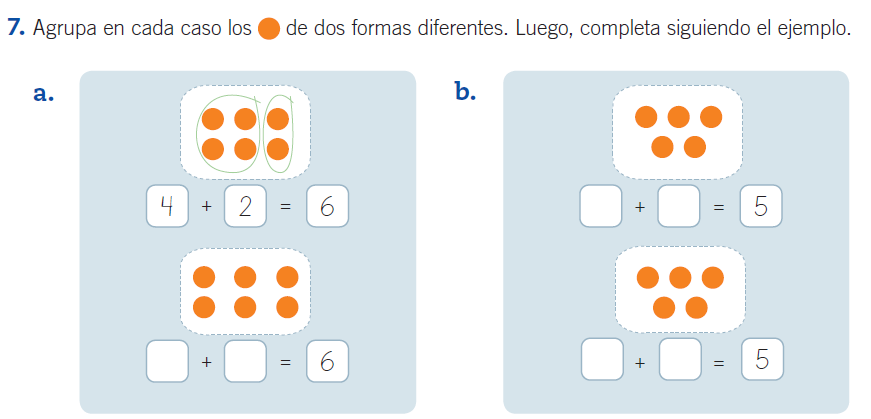 7. Agrupa en cada caso los de dos formas diferentes. Luego, completa siguiendo el ejemplo.
a.
4 + 2 = 6
+ = 6
b.
+ = 5
+ = 5